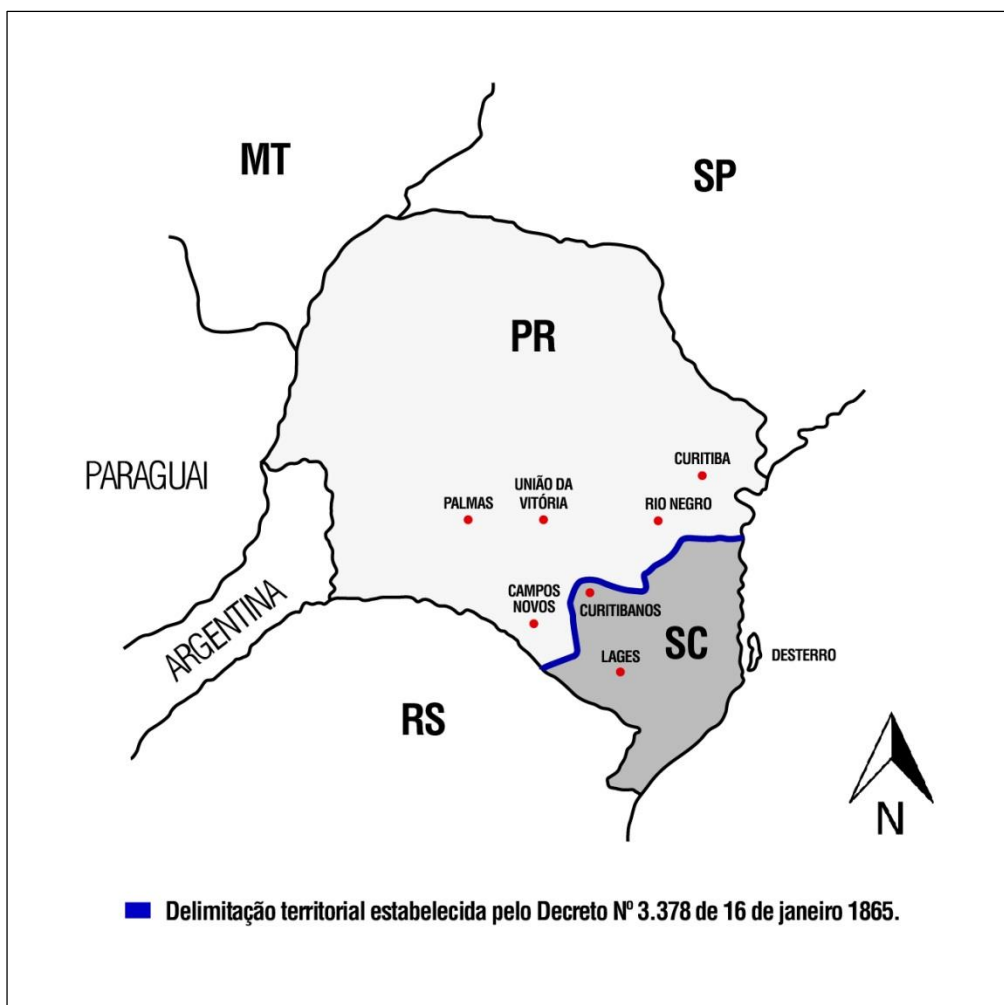 MT
SP
PR
PARAGUAI
CURITIBA
PALMAS
UNIÃO DA
VITÓRIA
RIO NEGRO
ARGENTINA
CAMPOS
NOVOS
CURITIBANOS
SC
DESTERRO
LAGES
RS
N
Delimitação territorial estabelecida pelo Decreto Nº 3.378 de 16 de janeiro 1865.